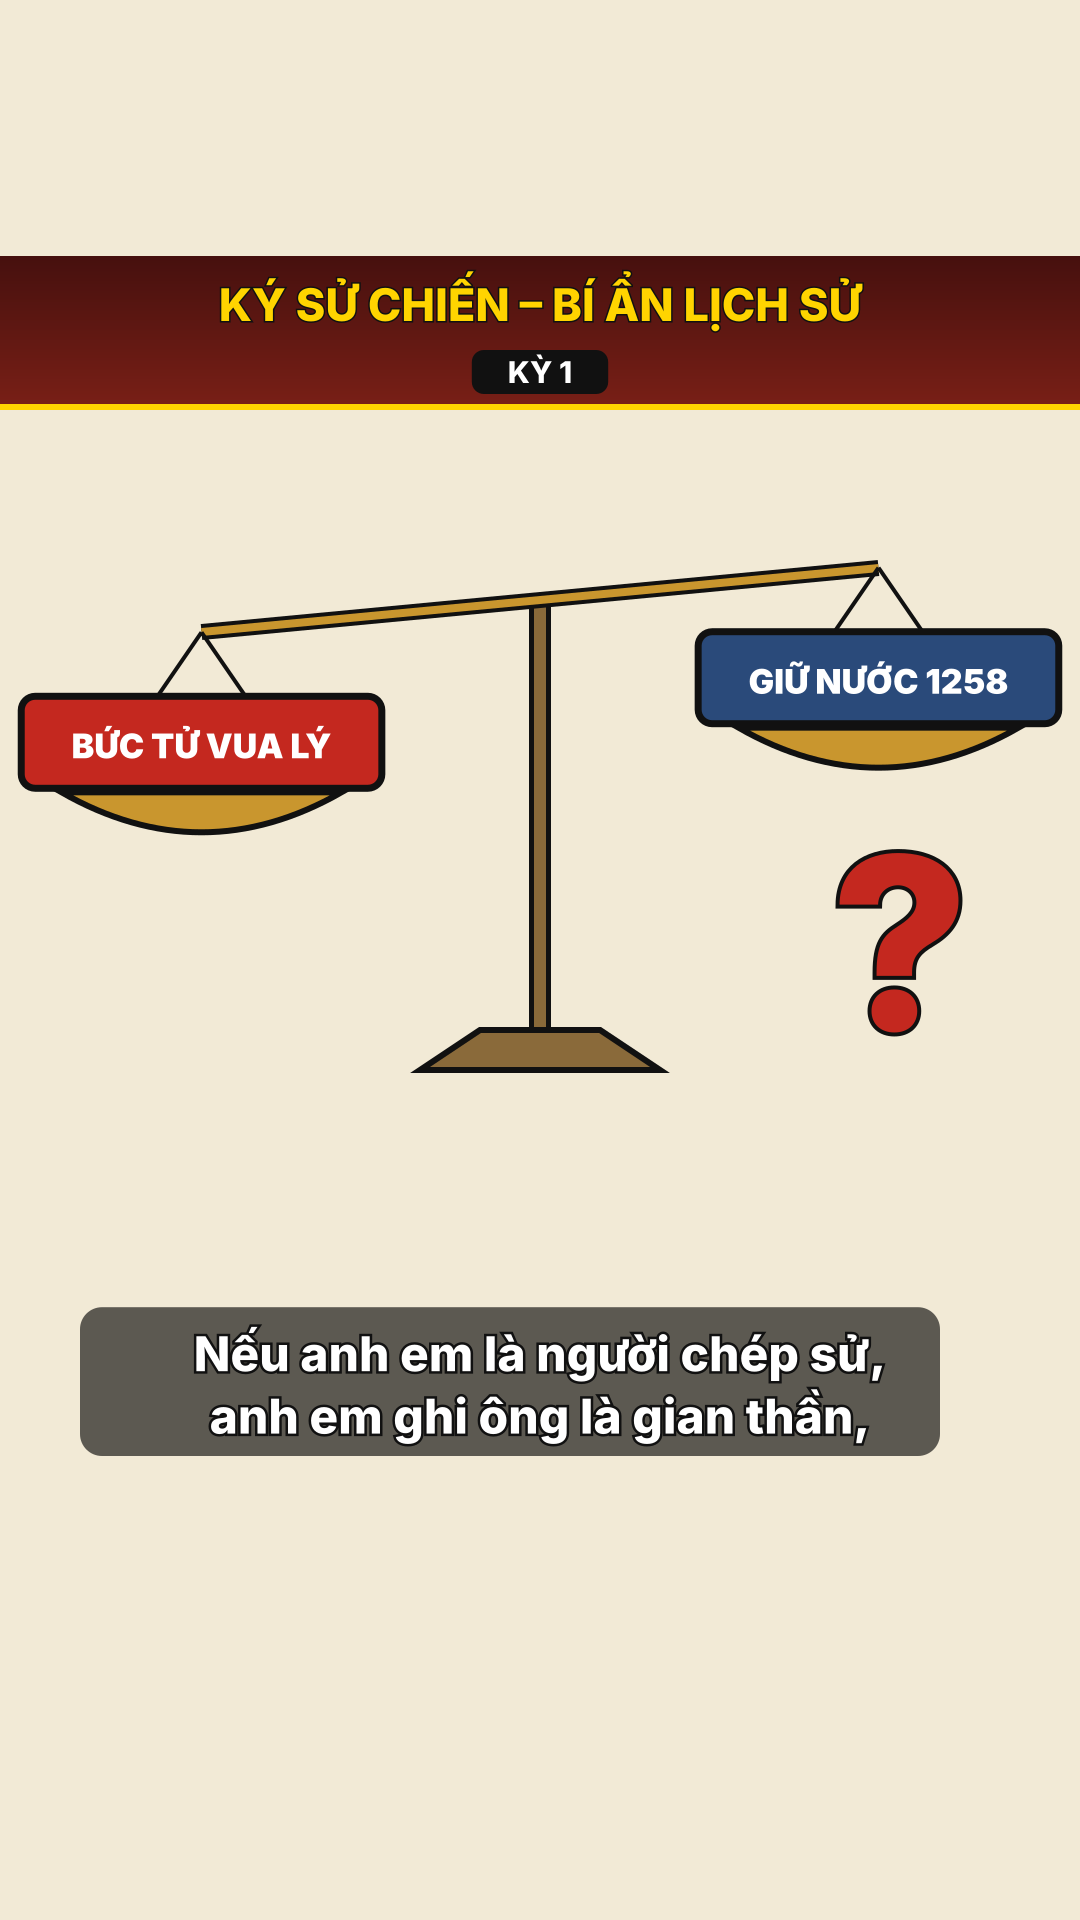 KÝ SỬ CHIẾN – BÍ ẨN LỊCH SỬ
KỲ 1
GIỮ NƯỚC 1258
BỨC TỬ VUA LÝ
?
Nếu anh em là người chép sử,
anh em ghi ông là gian thần,